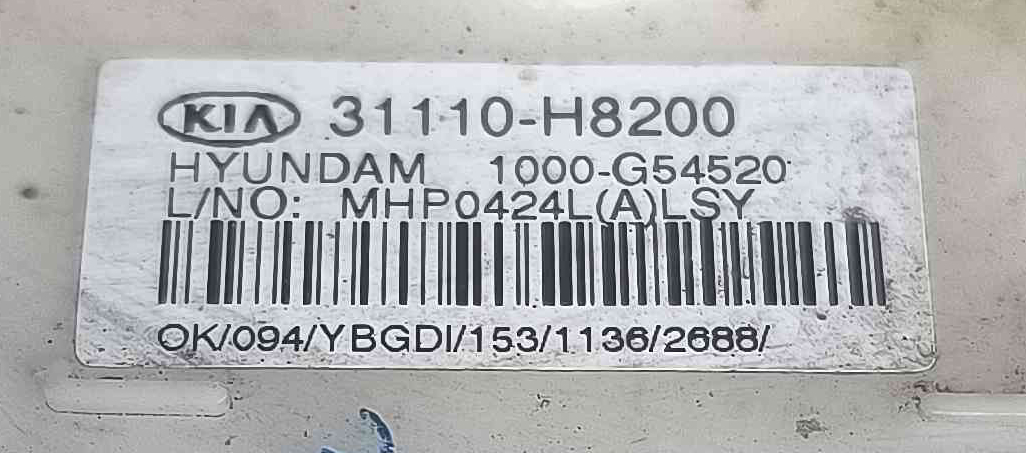 KIA 31110-H8200
HYUNDAM 1000-G54520
L/NO: MHP0424L(A)LSY
OK/094/YBGDI/153/1136/2688/